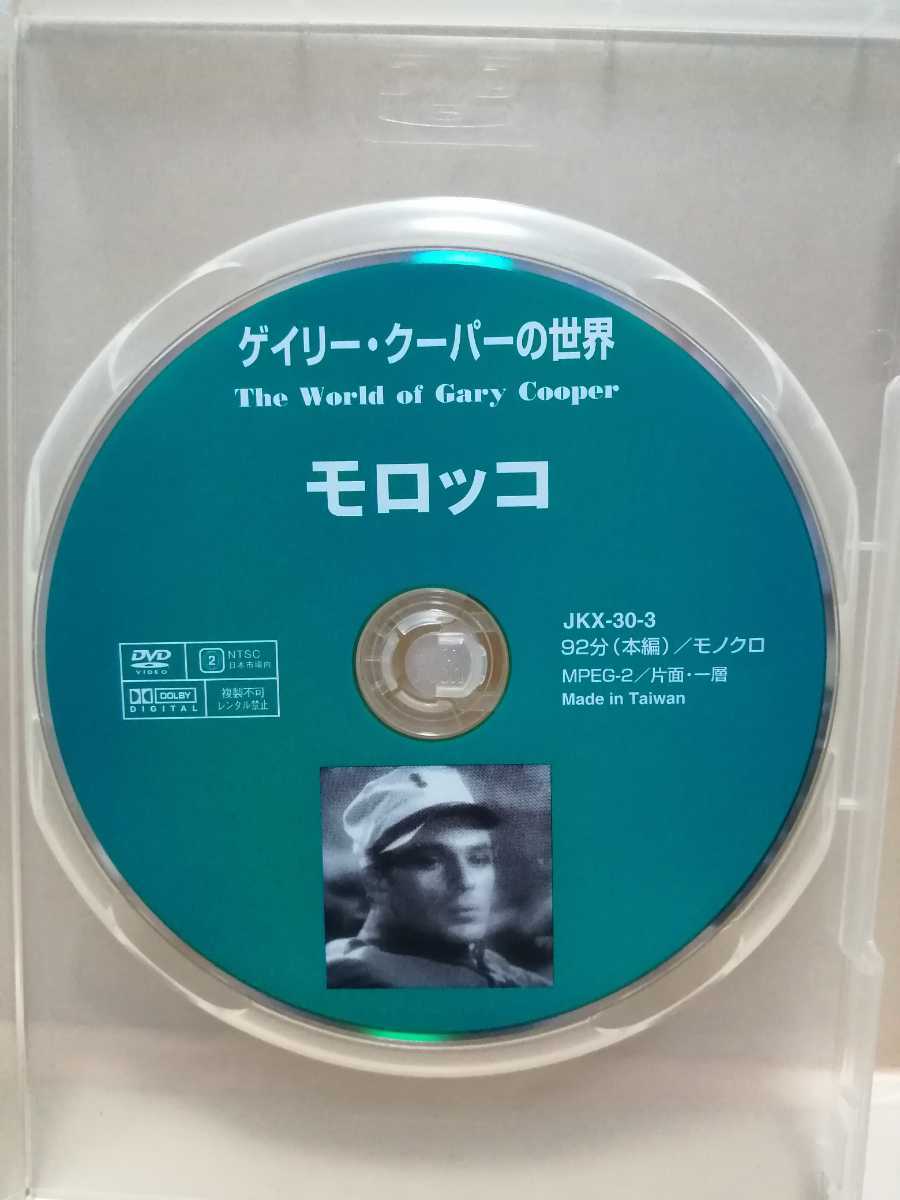 ゲイリー・クーパーの世界
The World of Gary Cooper
モロッコ
DVD
VIDEO
2
NTSC
日本市場向
DOLBY
DIGITAL
複製不可
レンタル禁止
JKX-30-3
92分（本編）／モノクロ
MPEG-2／片面・一層
Made in Taiwan